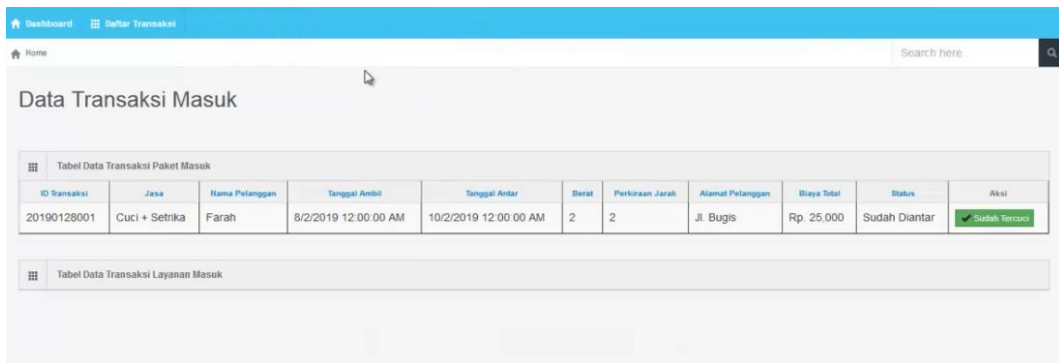 Dashboard Daftar Transaksi
Home Search here.
Data Transaksi Masuk
Tabel Data Transaksi Paket Masuk
ID Transaksi Jasa Nama Pelanggan Tanggal Ambil Tanggal Antar Berat Perkiraan Jarak Alamat Pelanggan Biaya Total Status Aksi
20190128001 Cuci + Setrika Farah 8/2/2019 12:00:00 AM 10/2/2019 12:00:00 AM 2 2 Jl. Bugis Rp. 25,000 Sudah Diantar Sudah Tercuci
Tabel Data Transaksi Layanan Masuk